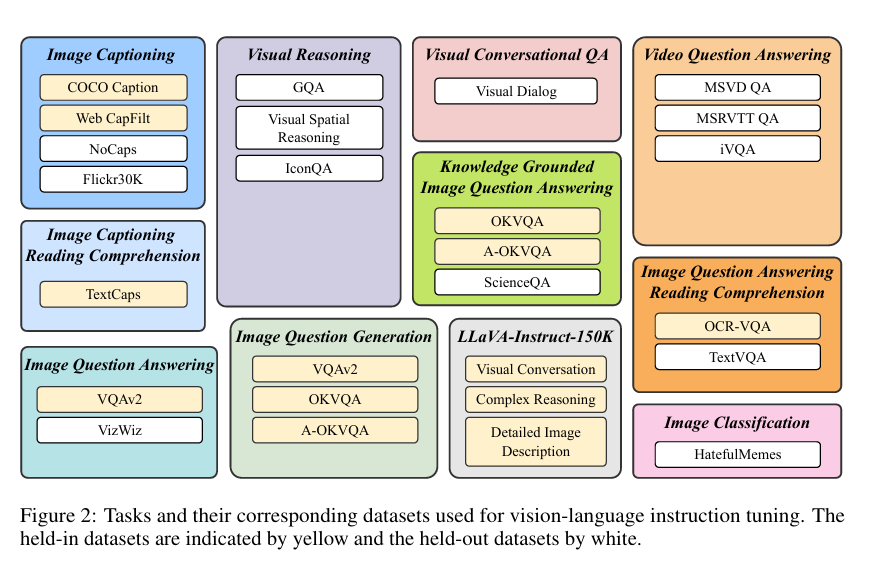 Image Captioning
COCO Caption
Web CapFilt
NoCaps
Flickr30K
Visual Reasoning
GQA
Visual Spatial
Reasoning
IconQA
Visual Conversational QA
Visual Dialog
Video Question Answering
MSVD QA
MSRVTT QA
iVQA
Knowledge Grounded
Image Question Answering
OKVQA
A-OKVQA
ScienceQA
Image Captioning
Reading Comprehension
TextCaps
Image Question Answering
Reading Comprehension
OCR-VQA
TextVQA
Image Question Answering
VQAv2
VizWiz
Image Question Generation
VQAv2
OKVQA
A-OKVQA
LLaVA-Instruct-150K
Visual Conversation
Complex Reasoning
Detailed Image
Description
Image Classification
HatefulMemes
Figure 2: Tasks and their corresponding datasets used for vision-language instruction tuning. The
held-in datasets are indicated by yellow and the held-out datasets by white.